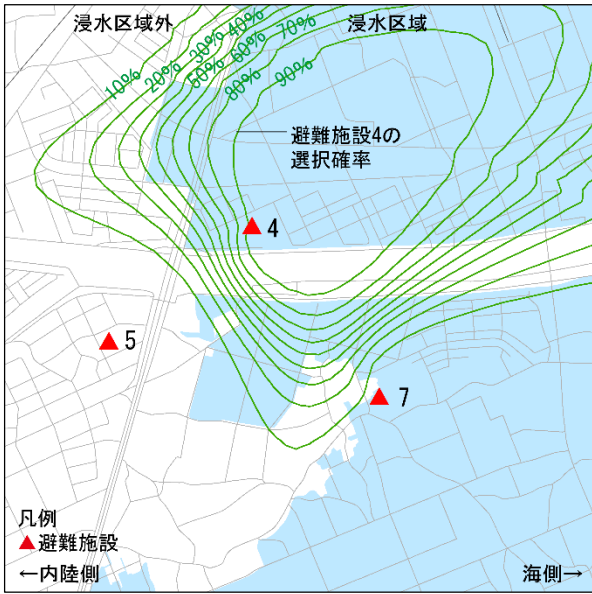 浸水区域外
浸水区域
10%
20%
30%
40%
50%
60%
70%
80%
90%
避難施設4の
選択確率
4
5
7
凡例
▲避難施設
←内陸側
海側→